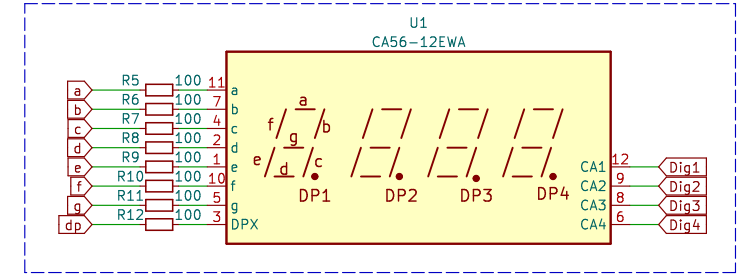 U1
CA56-12EWA
a R5 100 11 a
b R6 100 7 b
c R7 100 4 c
d R8 100 2 d
e R9 100 1 e
f R10 100 10 f
g R11 100 5 g
dp R12 100 3 DPX
a
f b
g
e d c
DP1 DP2 DP3 DP4
CA1 12 Dig1
CA2 9 Dig2
CA3 8 Dig3
CA4 6 Dig4